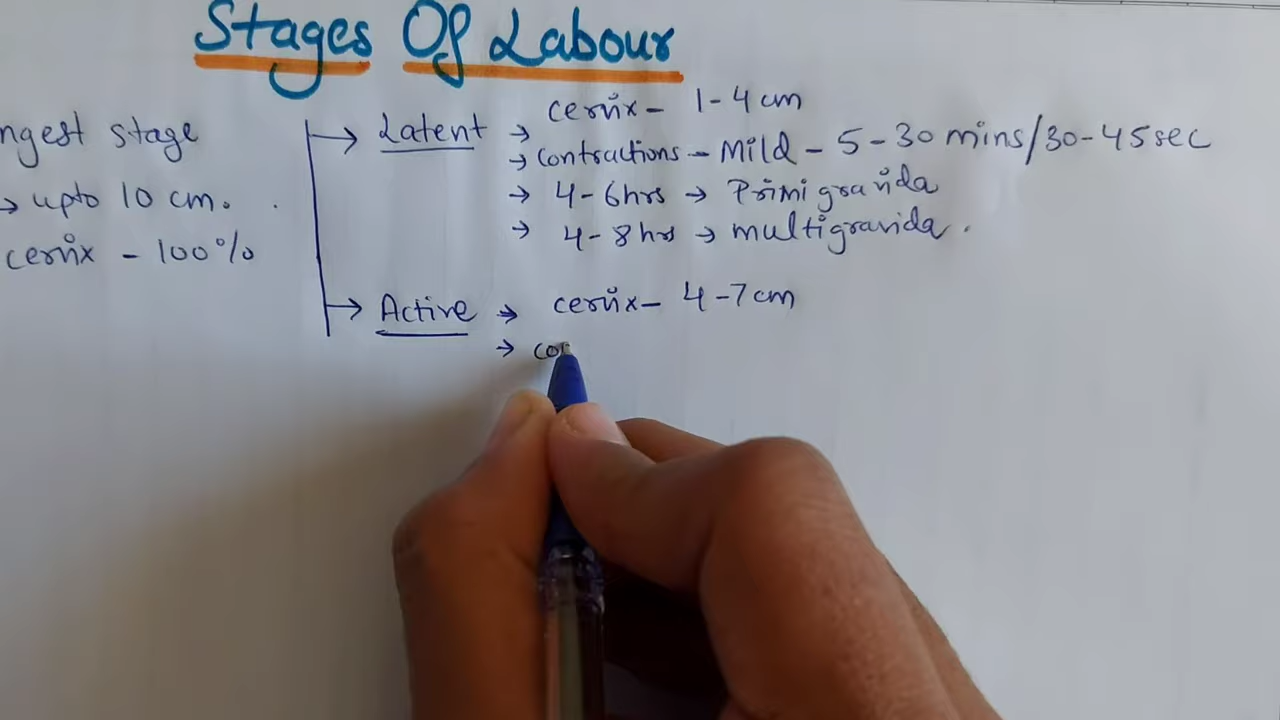 Stages Of Labour
ngest stage
→ upto 10 cm.
cervix - 100%
→ Latent → cervix - 1-4 cm
→ contractions - Mild - 5-30 mins/30-45 sec
→ 4-6 hrs → Primigravida
→ 4-8 hrs → multigravida.
→ Active → cervix - 4-7 cm
→ con